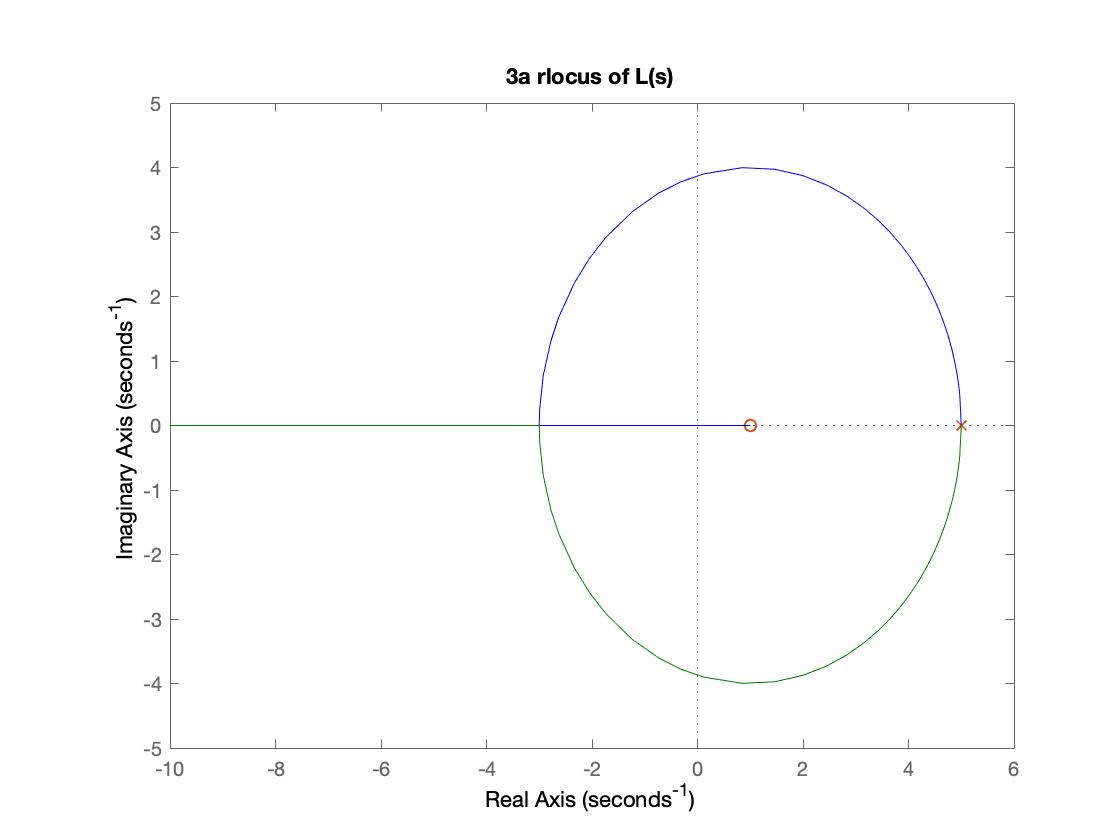 3a rlocus of L(s)
5
4
3
2
1
0
-1
-2
-3
-4
-5
Imaginary Axis (seconds⁻¹)
-10 -8 -6 -4 -2 0 2 4 6
Real Axis (seconds⁻¹)